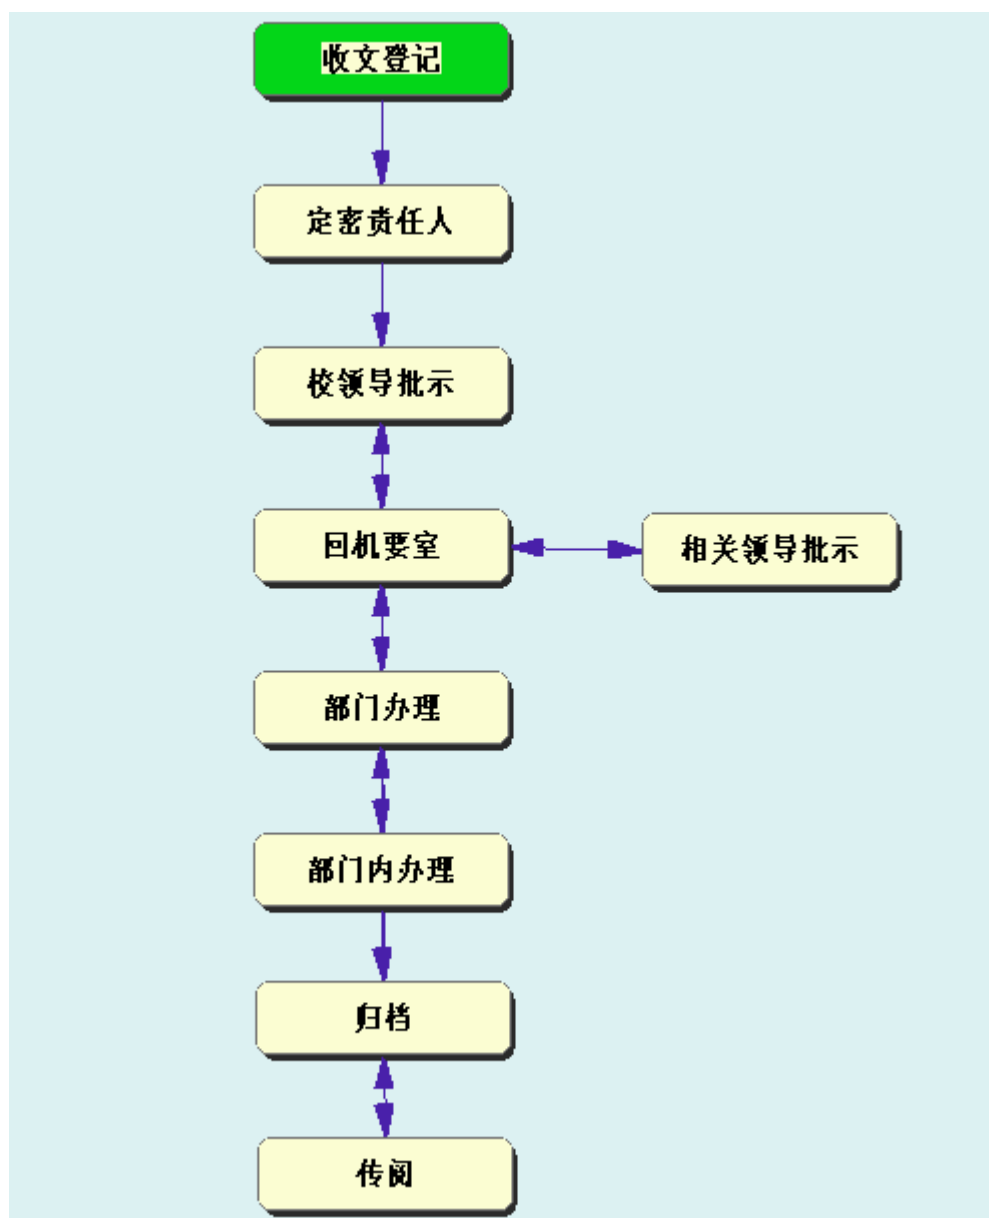 收文登记
定密责任人
校领导批示
回机要室
相关领导批示
部门办理
部门内办理
归档
传阅